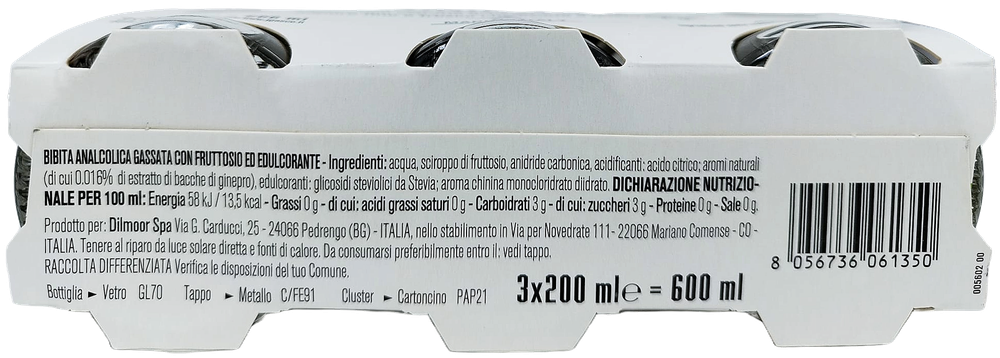 BIBITA ANALCOLICA GASSATA CON FRUTTOSIO ED EDULCORANTE - Ingredienti: acqua, sciroppo di fruttosio, anidride carbonica, acidificanti: acido citrico; aromi naturali
(di cui 0.016% di estratto di bacche di ginepro), edulcoranti: glicosidi steviolici da Stevia; aroma chinina monocloridrato diidrato. DICHIARAZIONE NUTRIZIO-
NALE PER 100 ml: Energia 58 kJ / 13,5 kcal - Grassi 0 g - di cui: acidi grassi saturi 0 g - Carboidrati 3 g - di cui: zuccheri 3 g - Proteine 0 g - Sale 0 g.
Prodotto per: Dilmoor Spa Via G. Carducci, 25 - 24066 Pedrengo (BG) - ITALIA, nello stabilimento in Via per Novedrate 111 - 22066 Mariano Comense - CO -
ITALIA. Tenere al riparo da luce solare diretta e fonti di calore. Da consumarsi preferibilmente entro il: vedi tappo.
RACCOLTA DIFFERENZIATA Verifica le disposizioni del tuo Comune.
Bottiglia ► Vetro GL70 Tappo ► Metallo C/FE91 Cluster ► Cartoncino PAP21
3x200 ml℮ = 600 ml
8 056736 061350
005602 00